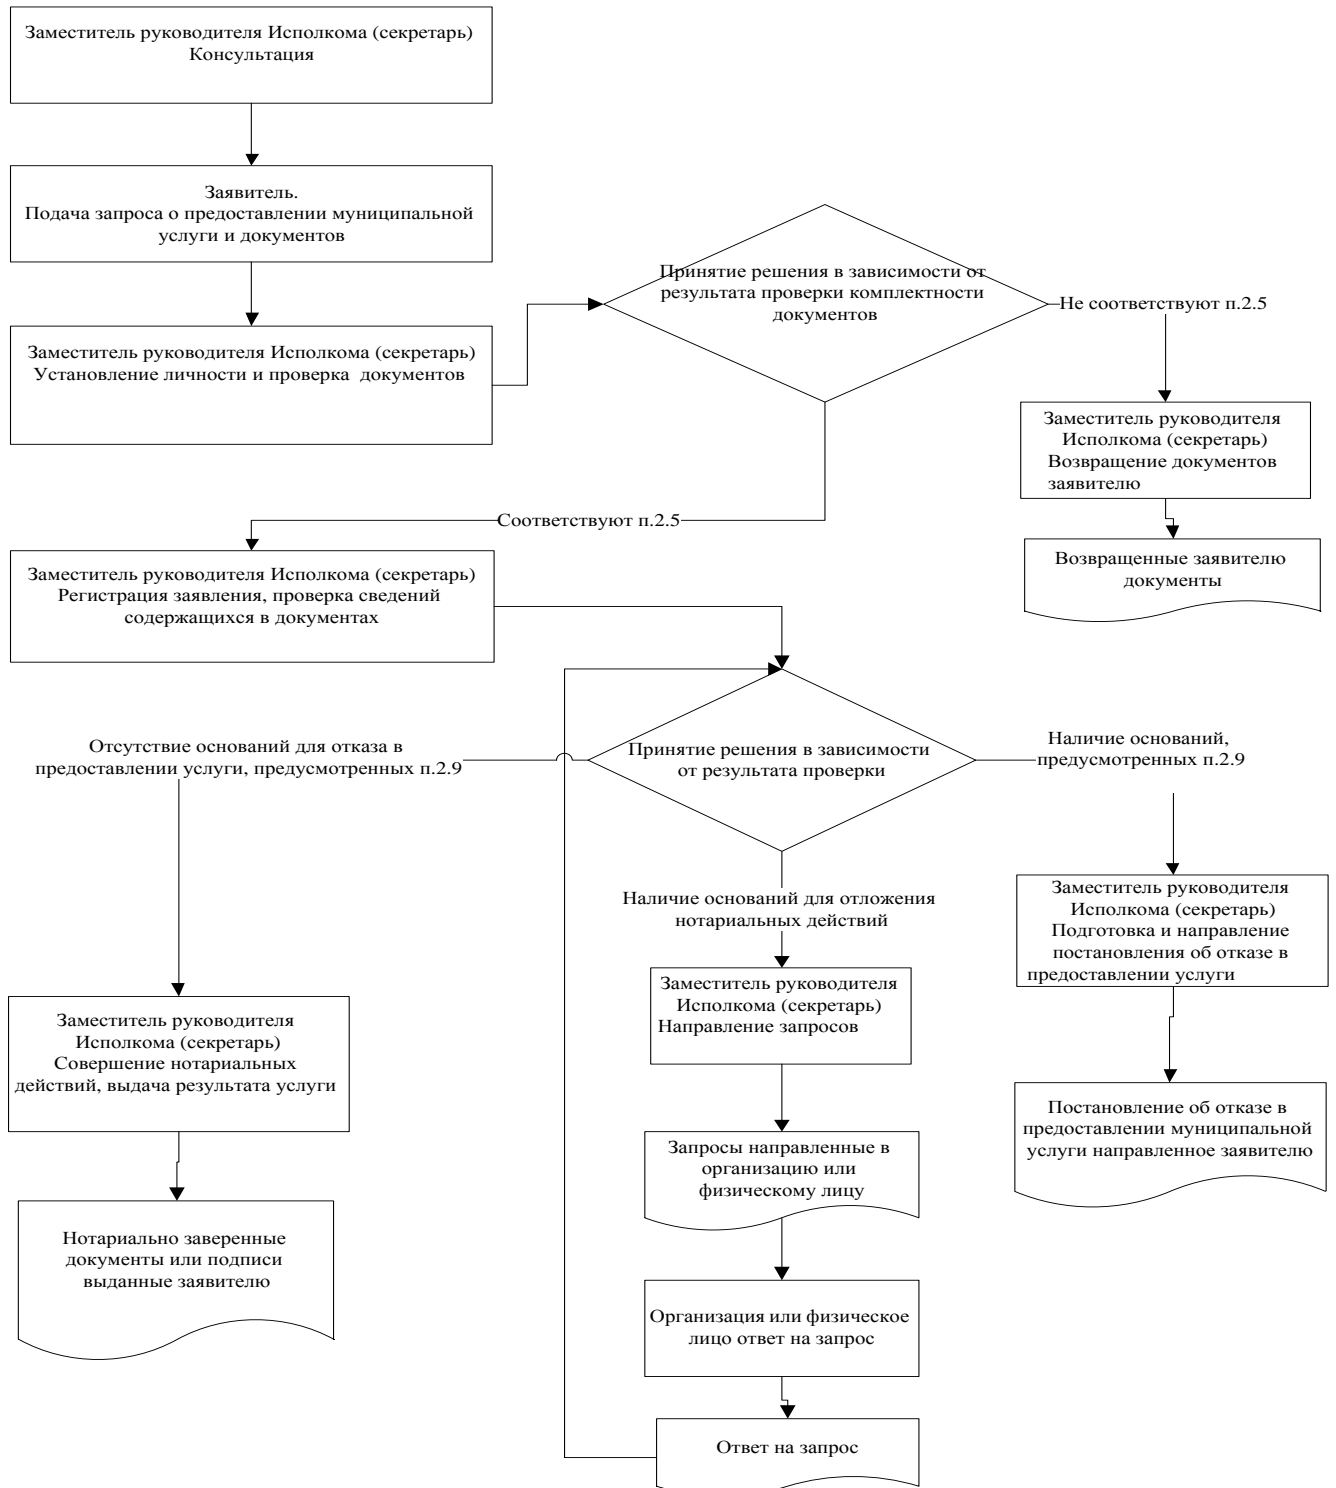 Заместитель руководителя Исполкома (секретарь)
Консультация
Заявитель.
Подача запроса о предоставлении муниципальной
услуги и документов
Заместитель руководителя Исполкома (секретарь)
Установление личности и проверка документов
Принятие решения в зависимости от
результата проверки комплектности
документов
Не соответствуют п.2.5
Заместитель руководителя
Исполкома (секретарь)
Возвращение документов
заявителю
Возвращенные заявителю
документы
Соответствуют п.2.5
Заместитель руководителя Исполкома (секретарь)
Регистрация заявления, проверка сведений
содержащихся в документах
Принятие решения в зависимости
от результата проверки
Отсутствие оснований для отказа в
предоставлении услуги, предусмотренных п.2.9
Наличие оснований,
предусмотренных п.2.9
Наличие оснований для отложения
нотариальных действий
Заместитель руководителя
Исполкома (секретарь)
Совершение нотариальных
действий, выдача результата услуги
Нотариально заверенные
документы или подписи
выданные заявителю
Заместитель руководителя
Исполкома (секретарь)
Направление запросов
Запросы направленные в
организацию или
физическому лицу
Организация или физическое
лицо ответ на запрос
Ответ на запрос
Заместитель руководителя
Исполкома (секретарь)
Подготовка и направление
постановления об отказе в
предоставлении услуги
Постановление об отказе в
предоставлении муниципальной
услуги направленное заявителю